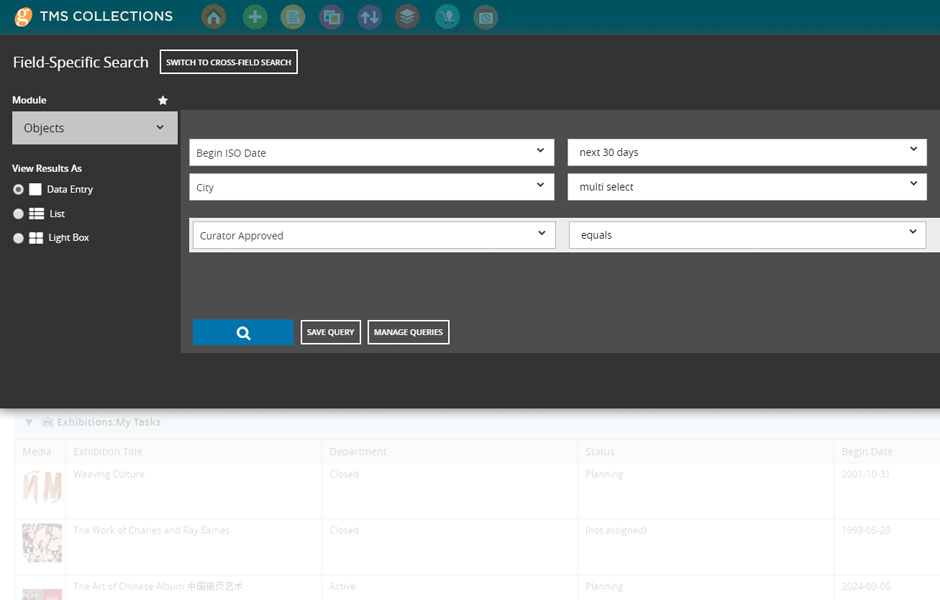 g TMS COLLECTIONS
Field-Specific Search SWITCH TO CROSS-FIELD SEARCH
Module
Objects
Begin ISO Date next 30 days
View Results As
City multi select
Data Entry
List
Curator Approved equals
Light Box
SAVE QUERY MANAGE QUERIES
Exhibitions:My Tasks
Media Exhibition Title Department Status Begin Date
Weaving Culture Closed Planning 2001-10-31
The Work of Charles and Ray Eames Closed (not assigned) 1999-05-20
The Art of Chinese Album 中国册页艺术 Active Planning 2024-09-06